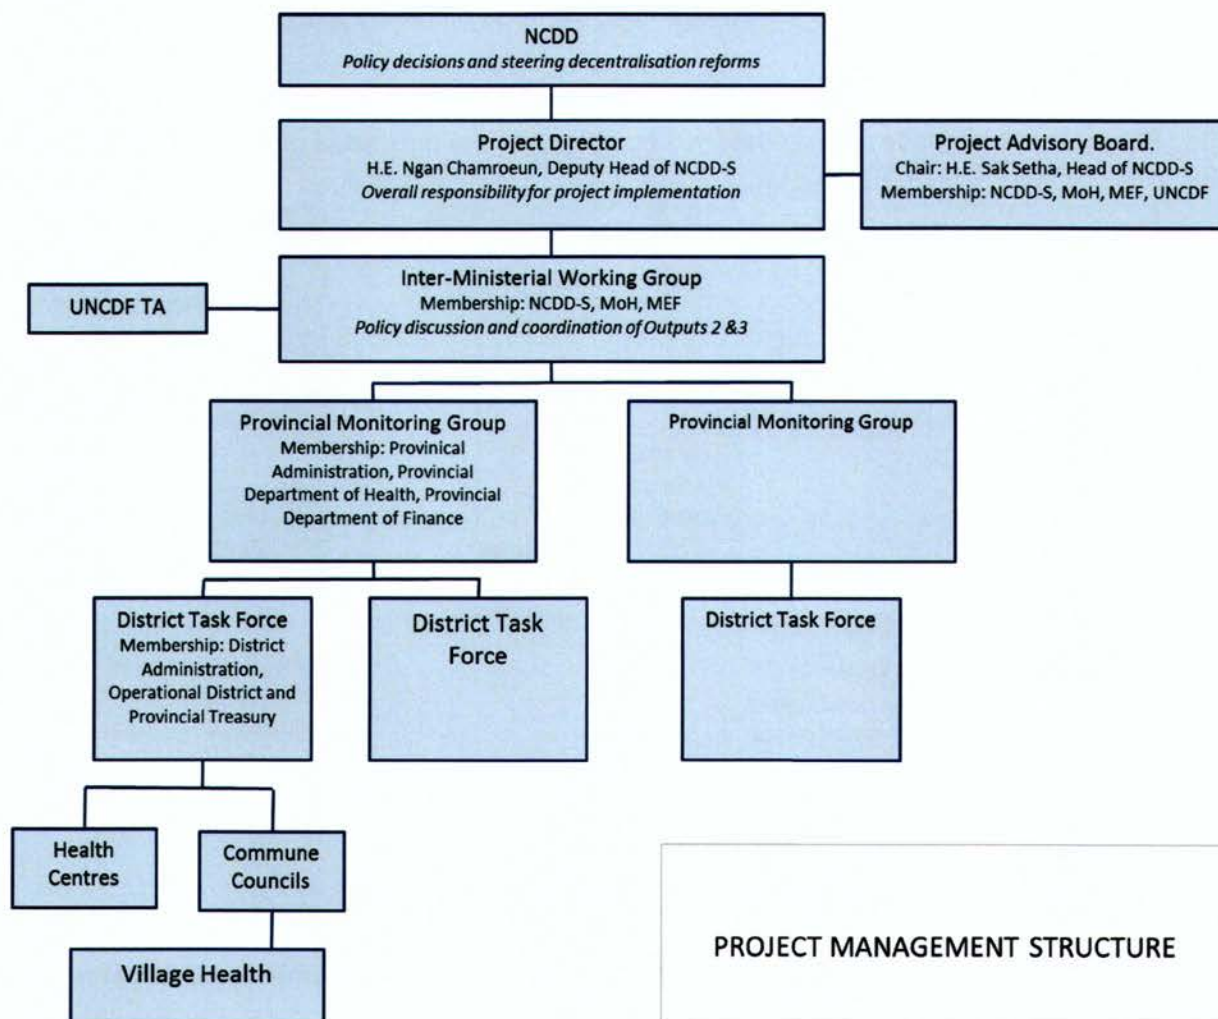 NCDD
Policy decisions and steering decentralisation reforms
Project Director
H.E. Ngan Chamroeun, Deputy Head of NCDD-S
Overall responsibility for project implementation
Project Advisory Board.
Chair: H.E. Sak Setha, Head of NCDD-S
Membership: NCDD-S, MoH, MEF, UNCDF
Inter-Ministerial Working Group
Membership: NCDD-S, MoH, MEF
Policy discussion and coordination of Outputs 2 &3
UNCDF TA
Provincial Monitoring Group
Membership: Provinical
Administration, Provincial
Department of Health, Provincial
Department of Finance
Provincial Monitoring Group
District Task Force
Membership: District
Administration,
Operational District and
Provincial Treasury
District Task
Force
District Task Force
Health
Centres
Commune
Councils
Village Health
PROJECT MANAGEMENT STRUCTURE